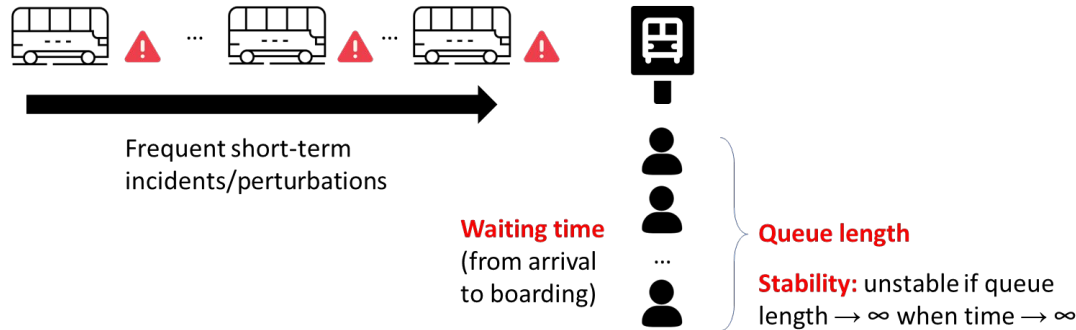 ... ...
Frequent short-term
incidents/perturbations
Waiting time
(from arrival
to boarding)
...
Queue length
Stability: unstable if queue
length → ∞ when time → ∞